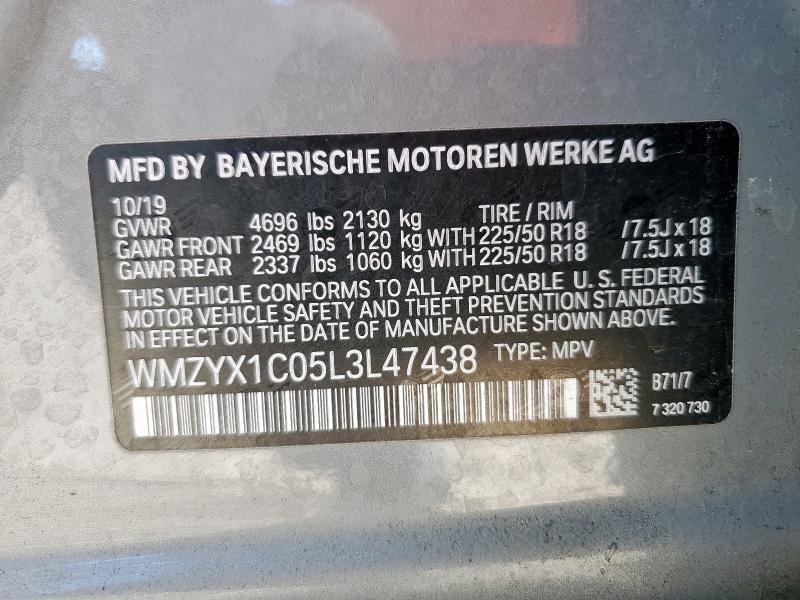 MFD BY BAYERISCHE MOTOREN WERKE AG
10/19
GVWR 4696 lbs 2130 kg TIRE / RIM
GAWR FRONT 2469 lbs 1120 kg WITH 225/50 R18 /7.5J x 18
GAWR REAR 2337 lbs 1060 kg WITH 225/50 R18 /7.5J x 18
THIS VEHICLE CONFORMS TO ALL APPLICABLE U. S. FEDERAL
MOTOR VEHICLE SAFETY AND THEFT PREVENTION STANDARDS
IN EFFECT ON THE DATE OF MANUFACTURE SHOWN ABOVE.
WMZYX1C05L3L47438 TYPE: MPV
B71/7
7 320 730